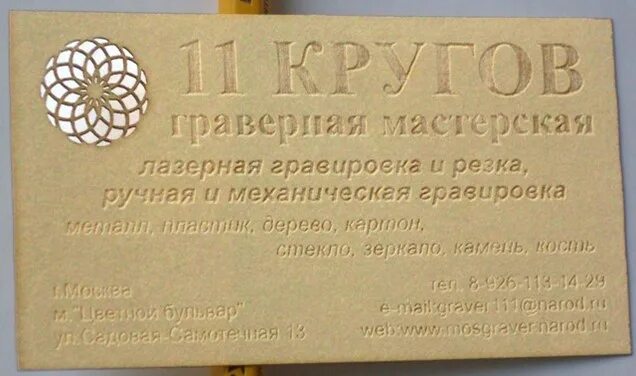 11 КРУГОВ
граверная мастерская
лазерная гравировка и резка,
ручная и механическая гравировка
металл, пластик, дерево, картон,
стекло, зеркало, камень, кость
г.Москва
м."Цветной бульвар"
ул.Садовая-Самотечная 13
тел. 8-926-113-14-29
e-mail:graver111@narod.ru
web:www.mosgraver.narod.ru